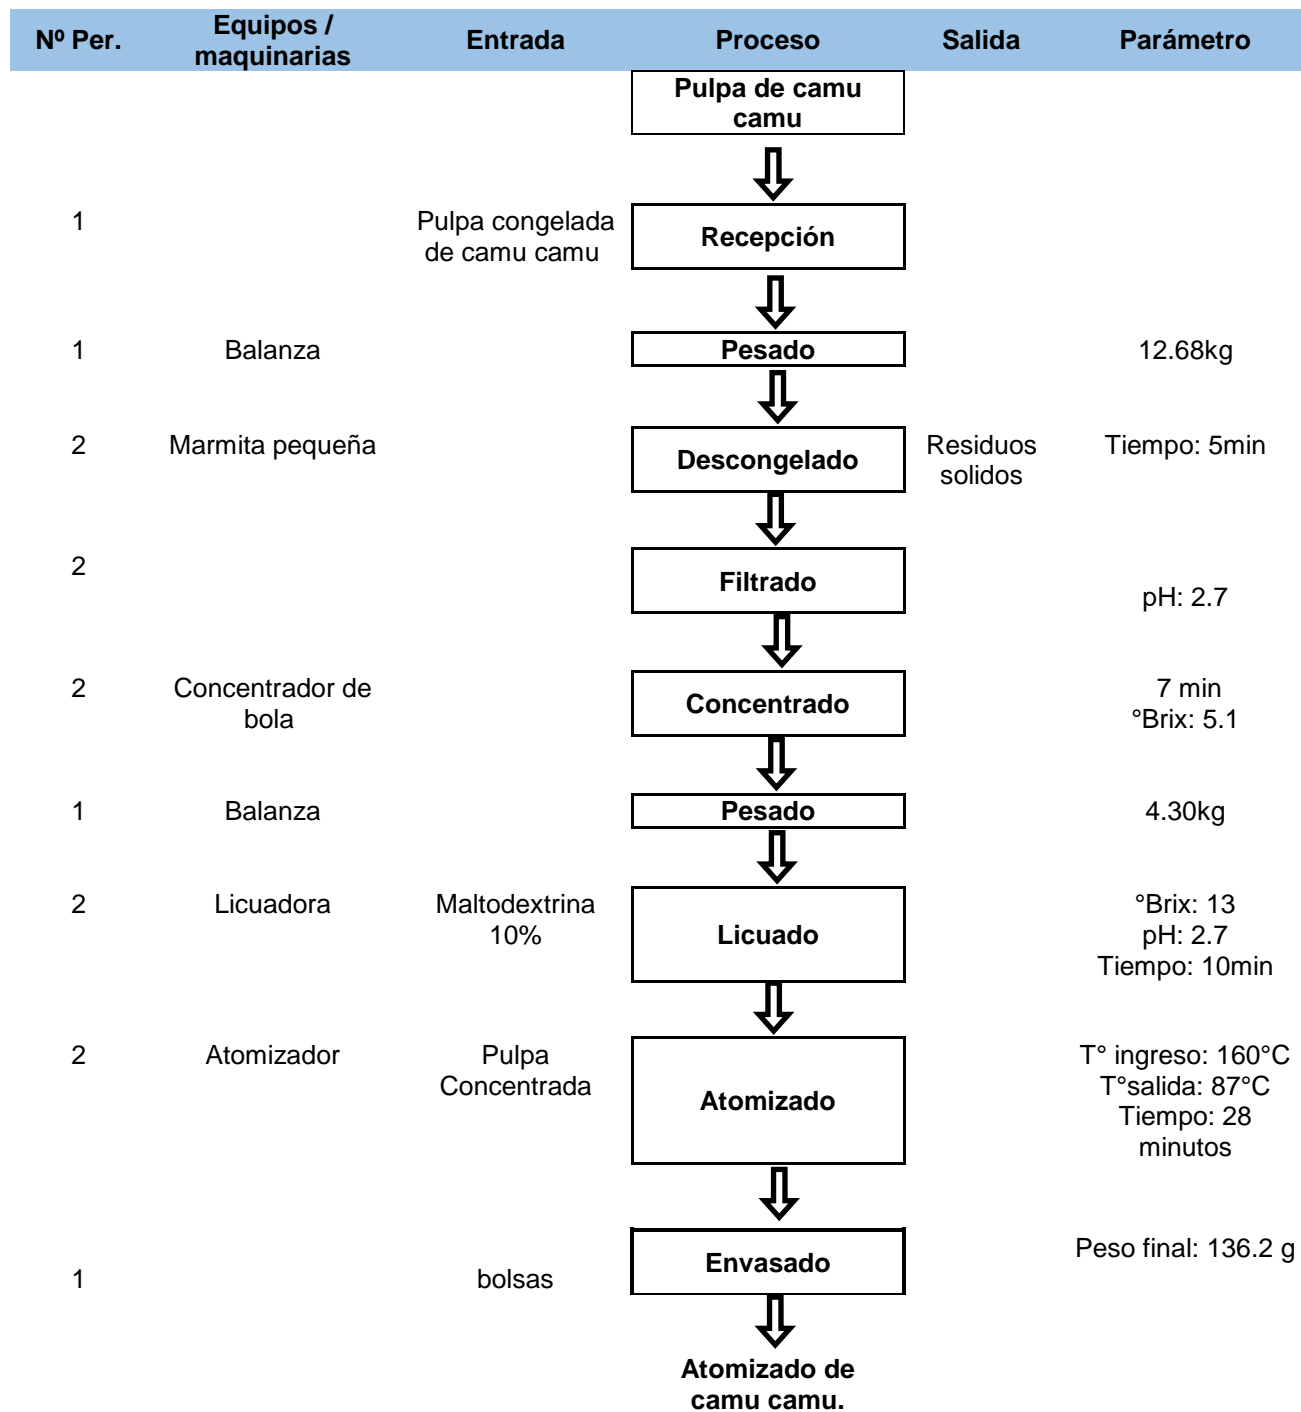 Nº Per.
Equipos /
maquinarias
Entrada
Proceso
Salida
Parámetro
Pulpa de camu
camu
1
Pulpa congelada
de camu camu
Recepción
1
Balanza
Pesado
12.68kg
2
Marmita pequeña
Descongelado
Residuos
solidos
Tiempo: 5min
2
Filtrado
pH: 2.7
2
Concentrador de
bola
Concentrado
7 min
°Brix: 5.1
1
Balanza
Pesado
4.30kg
2
Licuadora
Maltodextrina
10%
Licuado
°Brix: 13
pH: 2.7
Tiempo: 10min
2
Atomizador
Pulpa
Concentrada
Atomizado
T° ingreso: 160°C
T°salida: 87°C
Tiempo: 28
minutos
1
bolsas
Envasado
Peso final: 136.2 g
Atomizado de
camu camu.